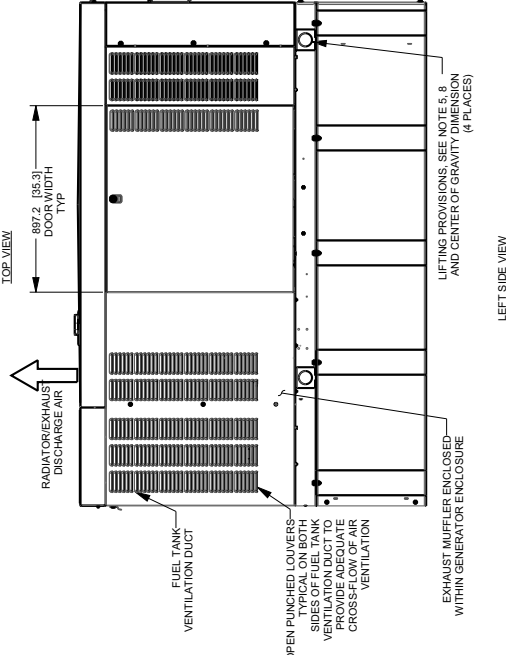 TOP VIEW
897.2 [35.3]
DOOR WIDTH
TYP
RADIATOR/EXHAUST
DISCHARGE AIR
FUEL TANK
VENTILATION DUCT
OPEN PUNCHED LOUVERS
TYPICAL ON BOTH
SIDES OF FUEL TANK
VENTILATION DUCT TO
PROVIDE ADEQUATE
CROSS-FLOW OF AIR
VENTILATION
EXHAUST MUFFLER ENCLOSED
WITHIN GENERATOR ENCLOSURE
LIFTING PROVISIONS, SEE NOTE 5, 8
AND CENTER OF GRAVITY DIMENSION
(4 PLACES)
LEFT SIDE VIEW